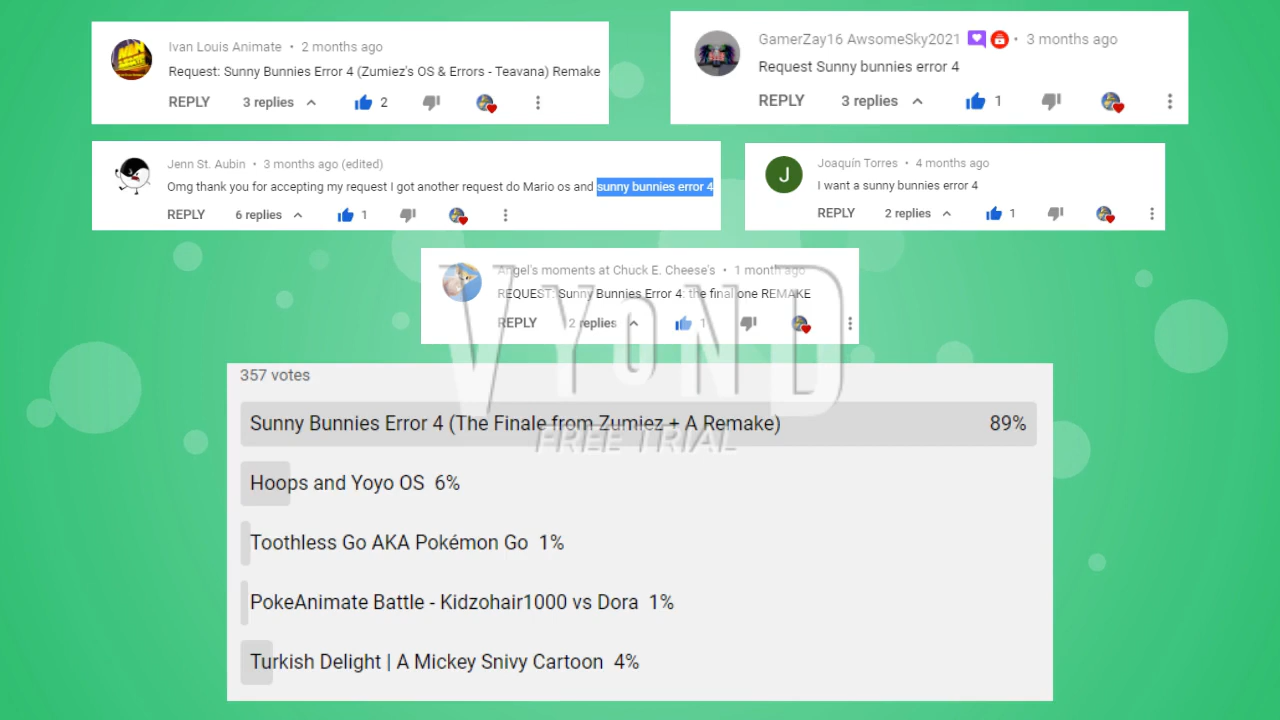 Ivan Louis Animate • 2 months ago
Request: Sunny Bunnies Error 4 (Zumiez's OS & Errors - Teavana) Remake
REPLY 3 replies 2
GamerZay16 AwsomeSky2021 • 3 months ago
Request Sunny bunnies error 4
REPLY 3 replies 1
Jenn St. Aubin • 3 months ago (edited)
Omg thank you for accepting my request I got another request do Mario os and sunny bunnies error 4
REPLY 6 replies 1
J
Joaquín Torres • 4 months ago
I want a sunny bunnies error 4
REPLY 2 replies 1
Angel's moments at Chuck E. Cheese's • 1 month ago
REQUEST: Sunny Bunnies Error 4: the final one REMAKE
REPLY 2 replies 1
VYOND
FREE TRIAL
357 votes
Sunny Bunnies Error 4 (The Finale from Zumiez + A Remake) 89%
Hoops and Yoyo OS 6%
Toothless Go AKA Pokémon Go 1%
PokeAnimate Battle - Kidzohair1000 vs Dora 1%
Turkish Delight | A Mickey Snivy Cartoon 4%